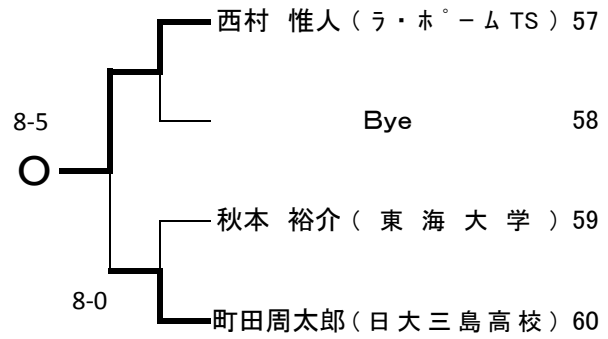 西村 惟人 ( ラ・ポーム TS ) 57
8-5
Bye 58
秋本 裕介 ( 東 海 大 学 ) 59
8-0
町田周太郎 ( 日 大 三 島 高 校 ) 60